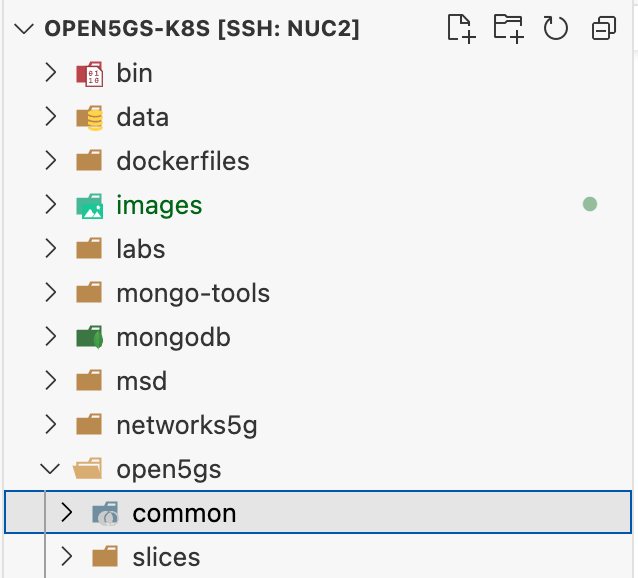 OPEN5GS-K8S [SSH: NUC2]
bin
data
dockerfiles
images
labs
mongo-tools
mongodb
msd
networks5g
open5gs
common
slices